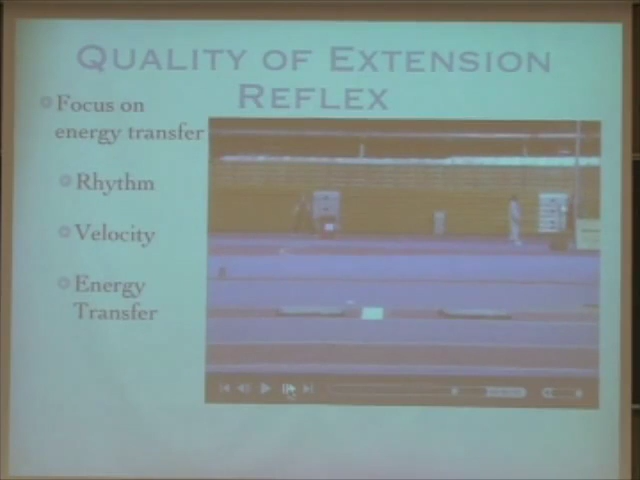 Quality of Extension
Reflex
Focus on
energy transfer
Rhythm
Velocity
Energy
Transfer